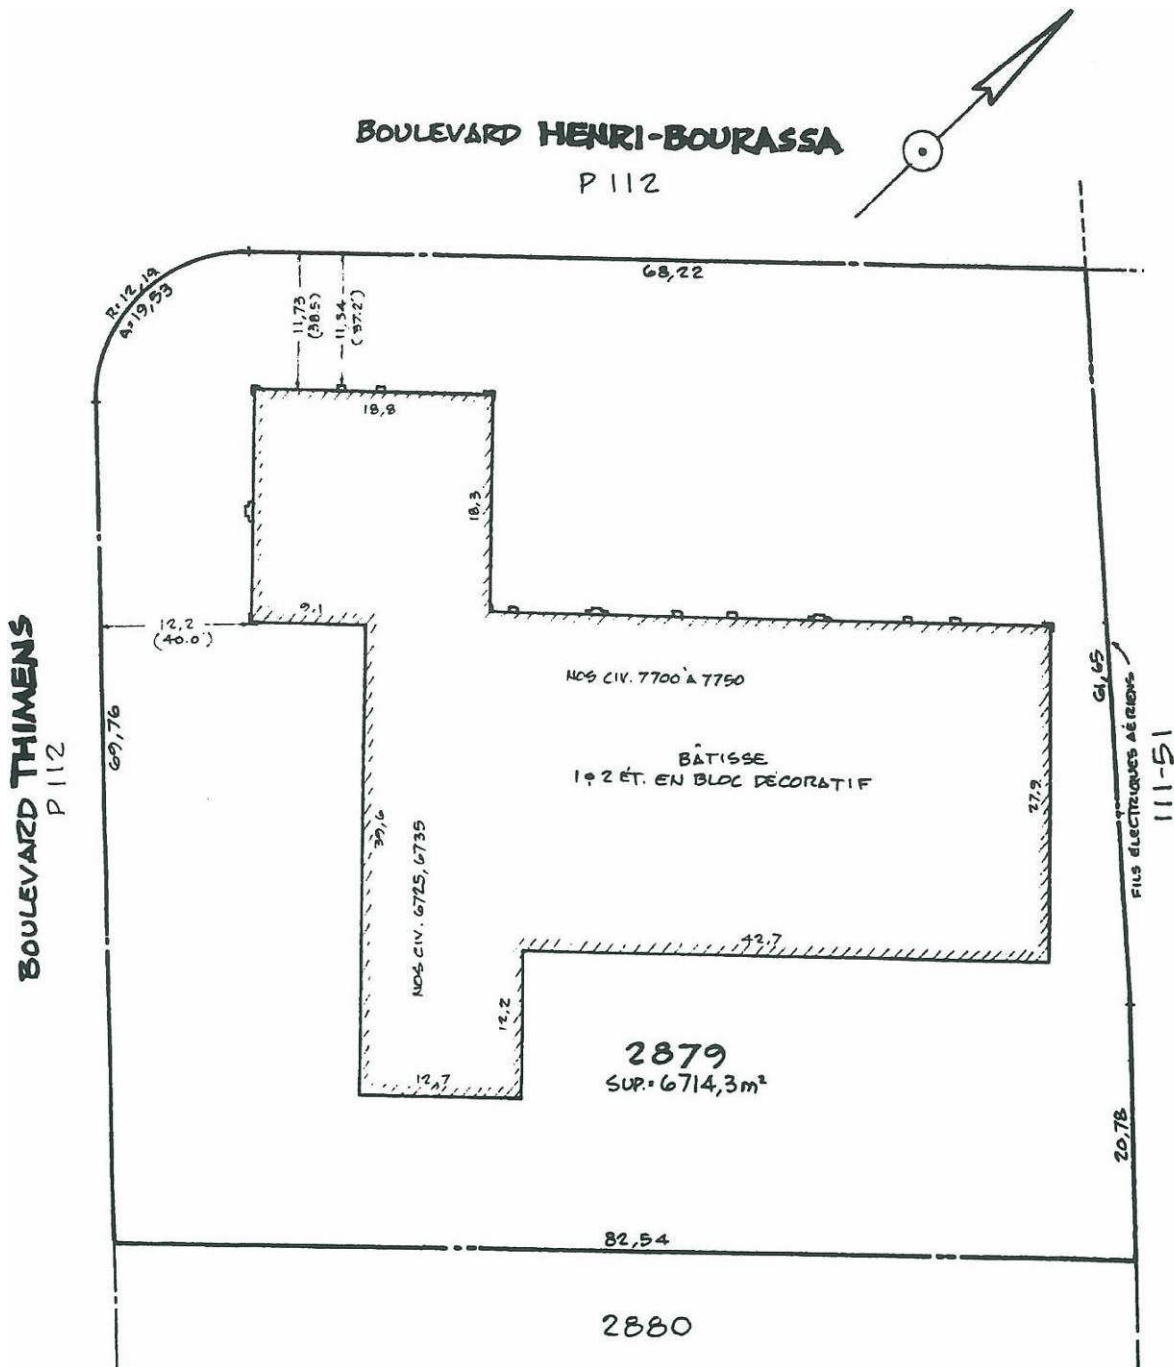 BOULEVARD HENRI-BOURASSA
P 112
68,22
R=12,19
A=19,53
11,73
(38.5')
11,34
(37.2')
18,8
18,3
9.1
12,2
(40.0')
BOULEVARD THIMENS
P 112
69,76
NOS CIV. 7700 À 7750
BÂTISSE
1 & 2 ÉT. EN BLOC DÉCORATIF
39,6
NOS CIV. 6725, 6735
27,9
61,65
FILS ÉLECTRIQUES AÉRIENS
111-51
42,7
12,2
12,7
2879
SUP.= 6714,3 m²
20,78
82,54
2880